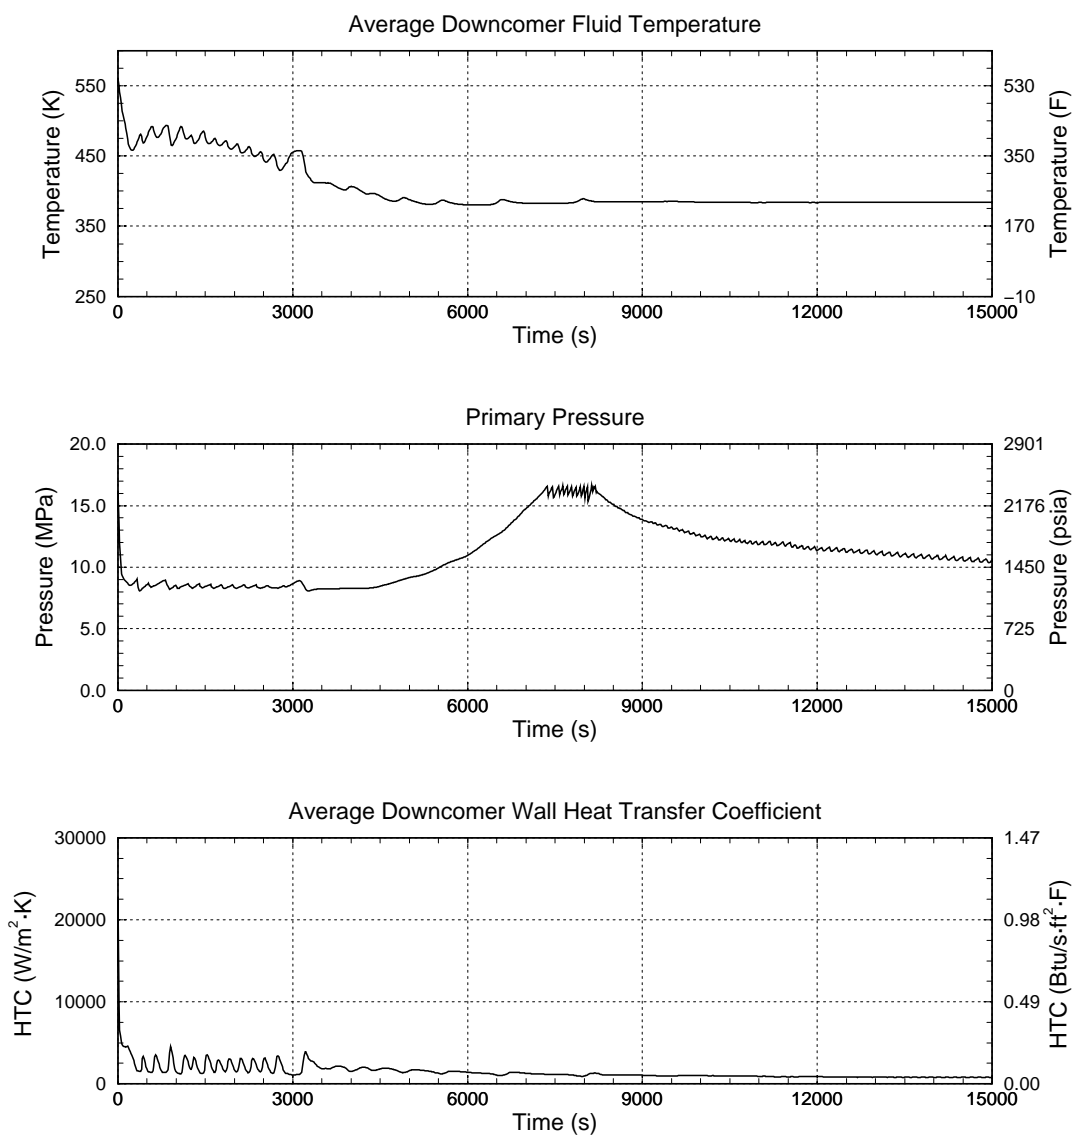 Average Downcomer Fluid Temperature
550
450
350
250
Temperature (K)
530
350
170
−10
Temperature (F)
0 3000 6000 9000 12000 15000
Time (s)
Primary Pressure
20.0
15.0
10.0
5.0
0.0
Pressure (MPa)
2901
2176
1450
725
0
Pressure (psia)
0 3000 6000 9000 12000 15000
Time (s)
Average Downcomer Wall Heat Transfer Coefficient
30000
20000
10000
0
HTC (W/m²·K)
1.47
0.98
0.49
0.00
HTC (Btu/s·ft²·F)
0 3000 6000 9000 12000 15000
Time (s)